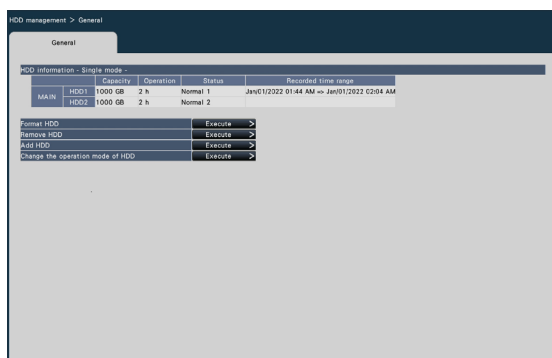 HDD management > General
General
HDD information - Single mode -
Capacity Operation Status Recorded time range
MAIN HDD1 1000 GB 2 h Normal 1 Jan/01/2022 01:44 AM => Jan/01/2022 02:04 AM
HDD2 1000 GB 2 h Normal 2
Format HDD Execute >
Remove HDD Execute >
Add HDD Execute >
Change the operation mode of HDD Execute >